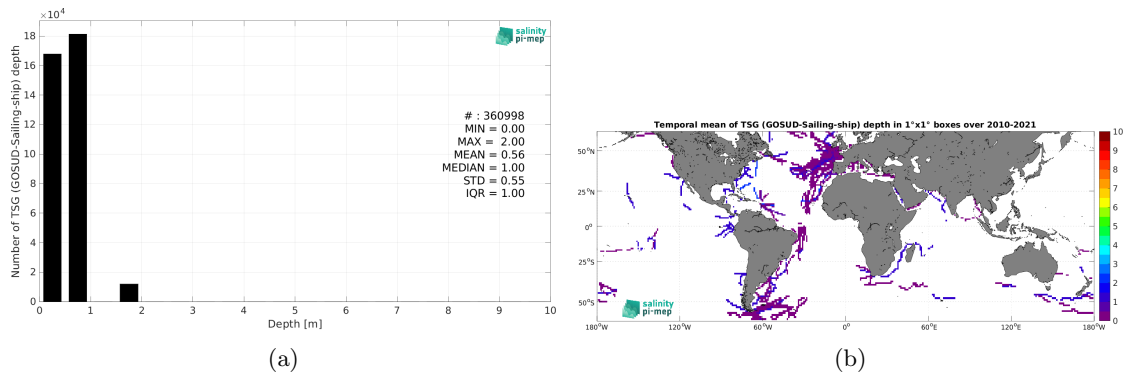 ×10⁴
18
16
14
12
10
8
6
4
2
0
Number of TSG (GOSUD-Sailing-ship) depth
salinity
pi-mep
# : 360998
MIN = 0.00
MAX = 2.00
MEAN = 0.56
MEDIAN = 1.00
STD = 0.55
IQR = 1.00
0 1 2 3 4 5 6 7 8 9 10
Depth [m]
(a)
Temporal mean of TSG (GOSUD-Sailing-ship) depth in 1°x1° boxes over 2010-2021
50°N
25°N
0°
25°S
50°S
salinity
pi-mep
180°W 120°W 60°W 0° 60°E 120°E 180°E
10
9
8
7
6
5
4
3
2
1
0
(b)